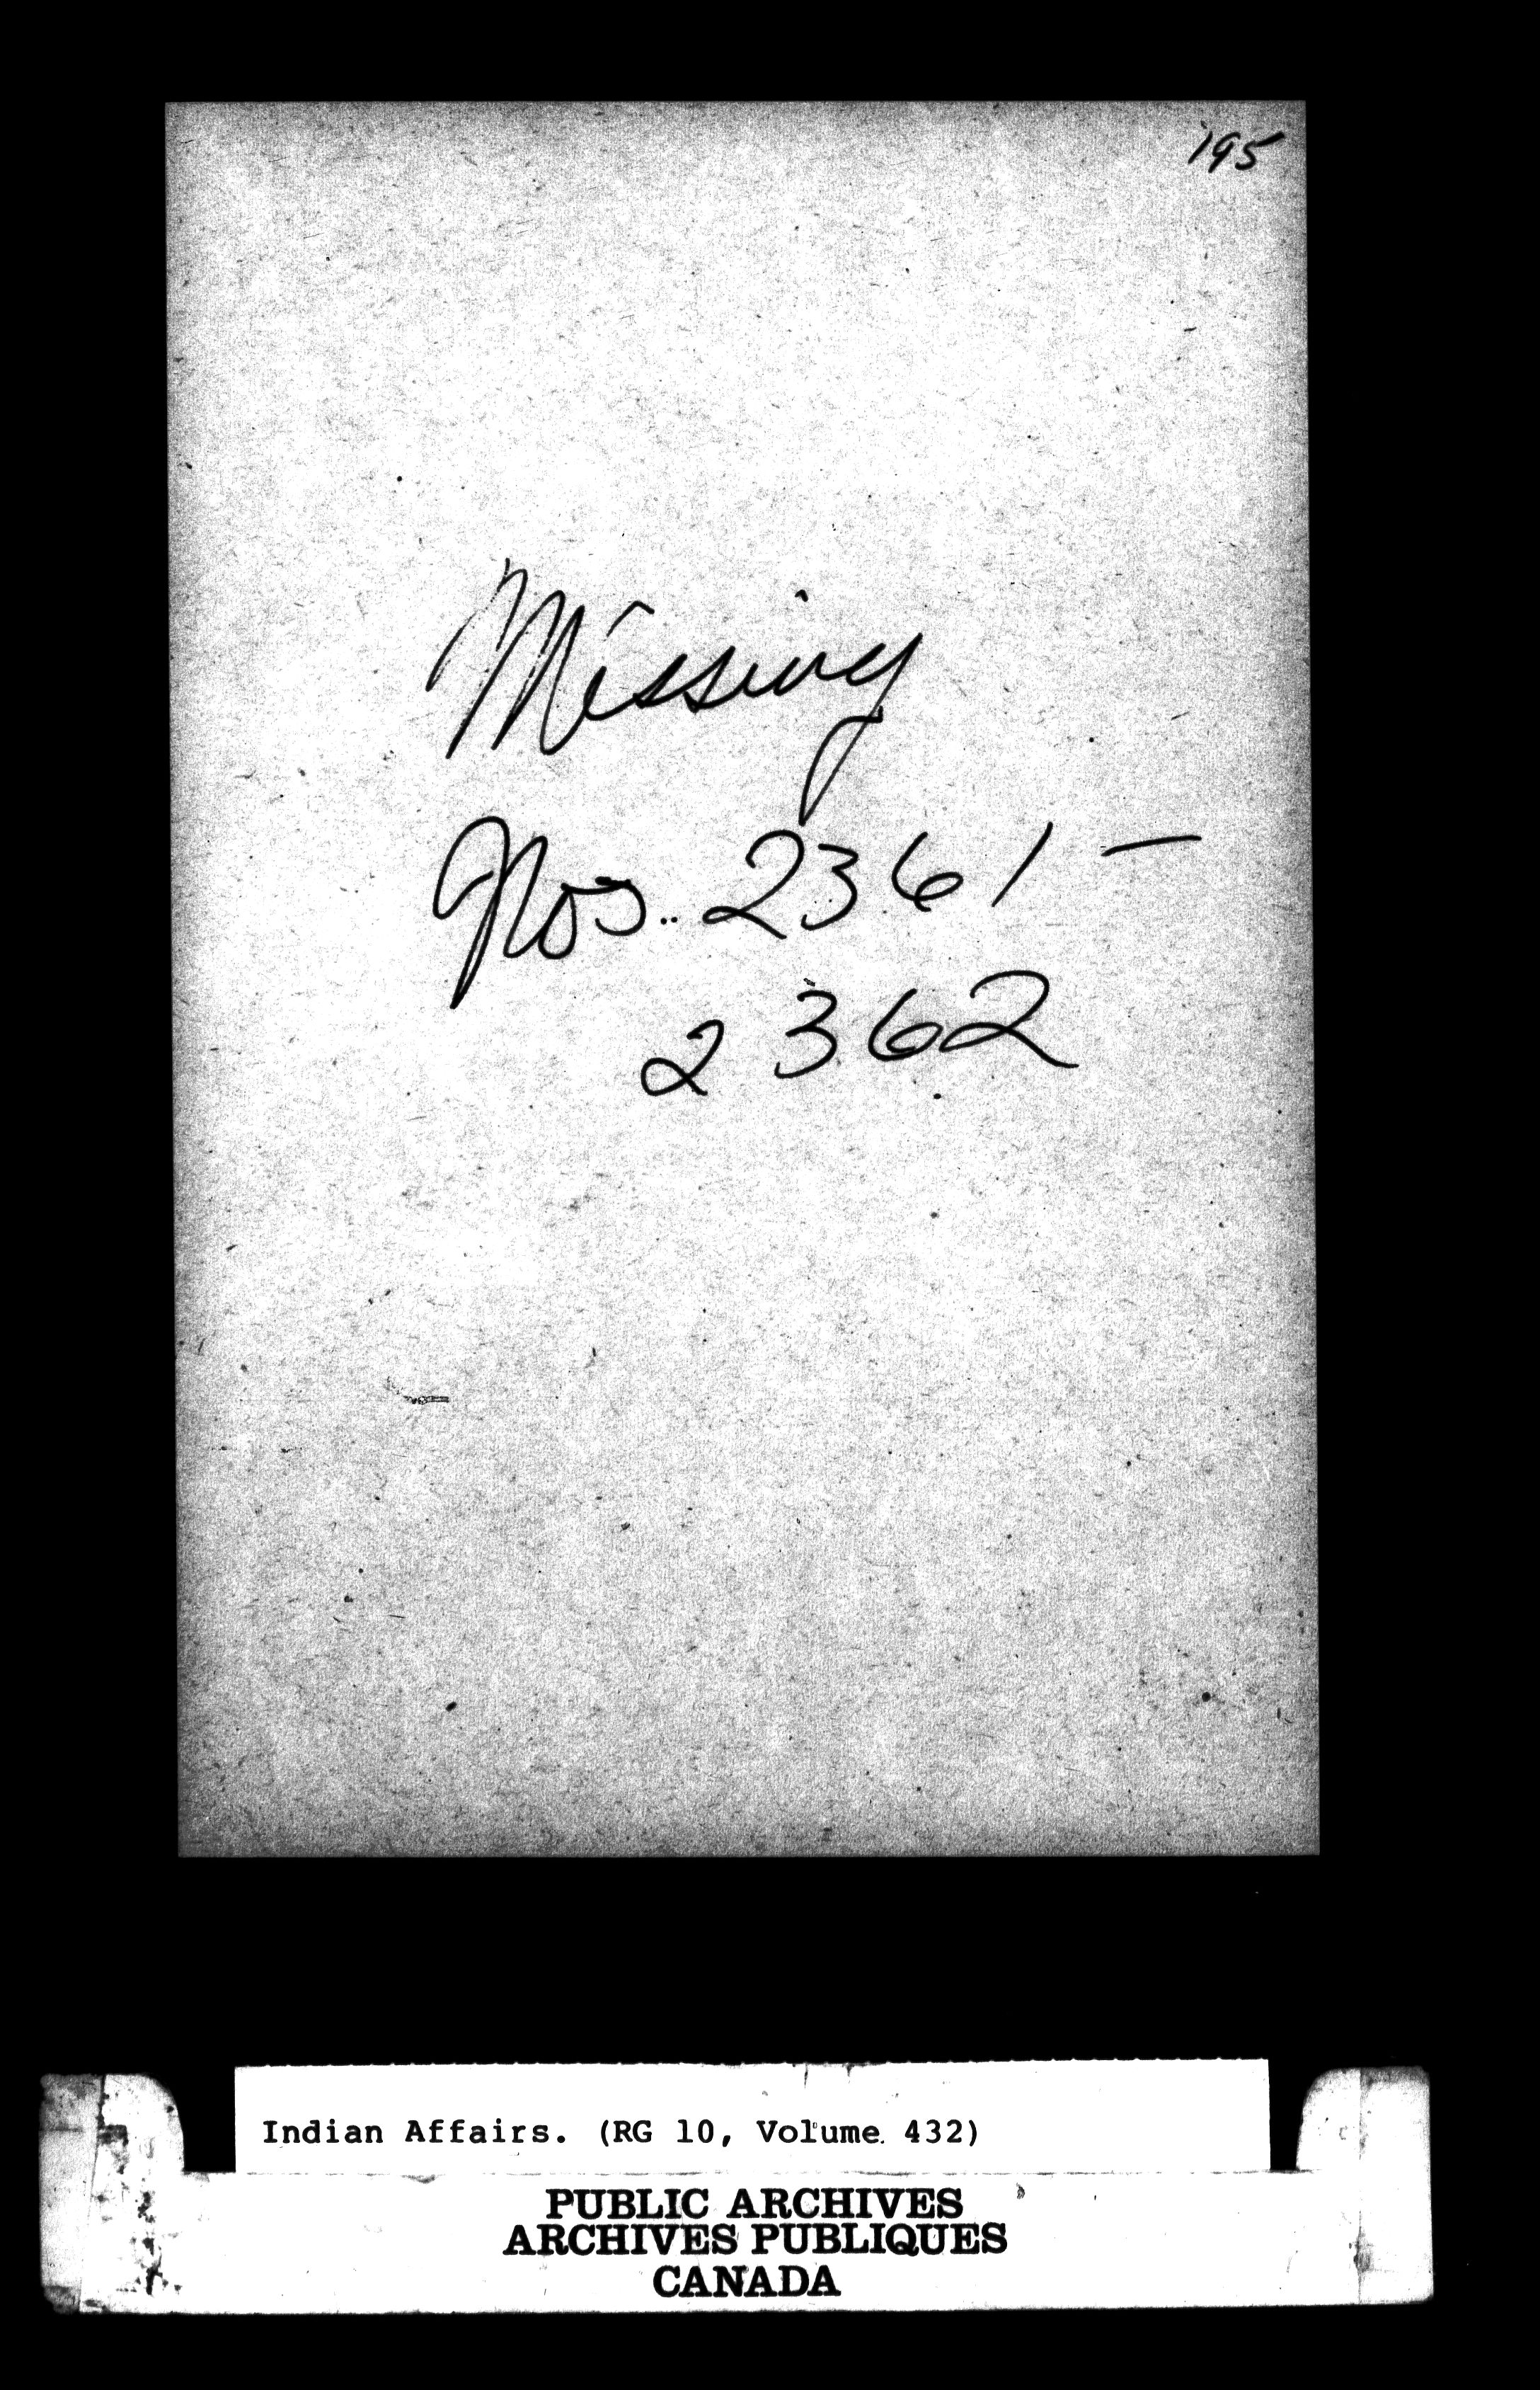 195
Missing
Nos.. 2361 —
2362
Indian Affairs. (RG 10, Volume 432)
PUBLIC ARCHIVES
ARCHIVES PUBLIQUES
CANADA